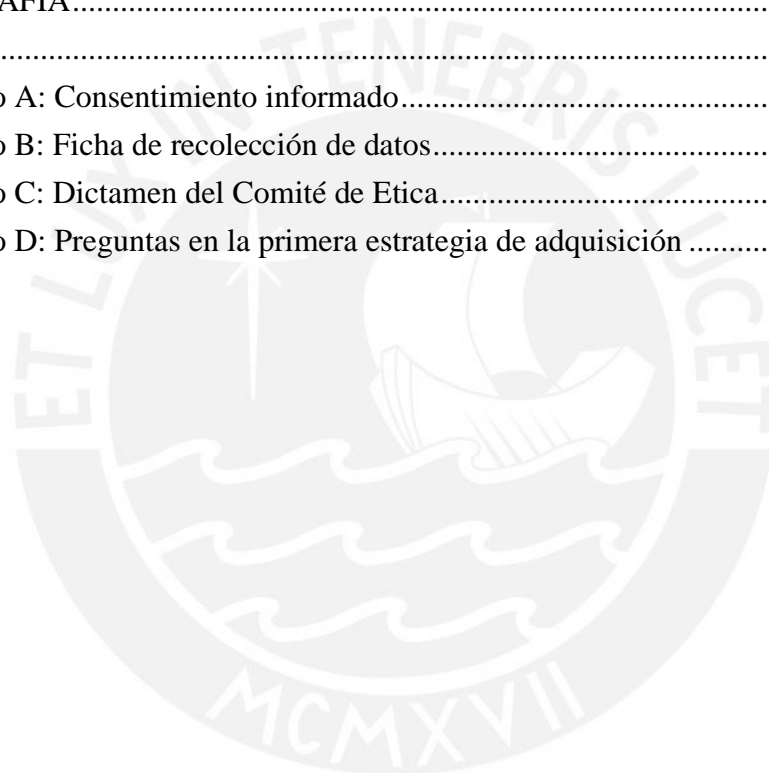 AFIA
o A: Consentimiento informado
o B: Ficha de recolección de datos
o C: Dictamen del Comité de Etica
o D: Preguntas en la primera estrategia de adquisición
ET LUX IN TENEBRIS LUCET
MCMXVII